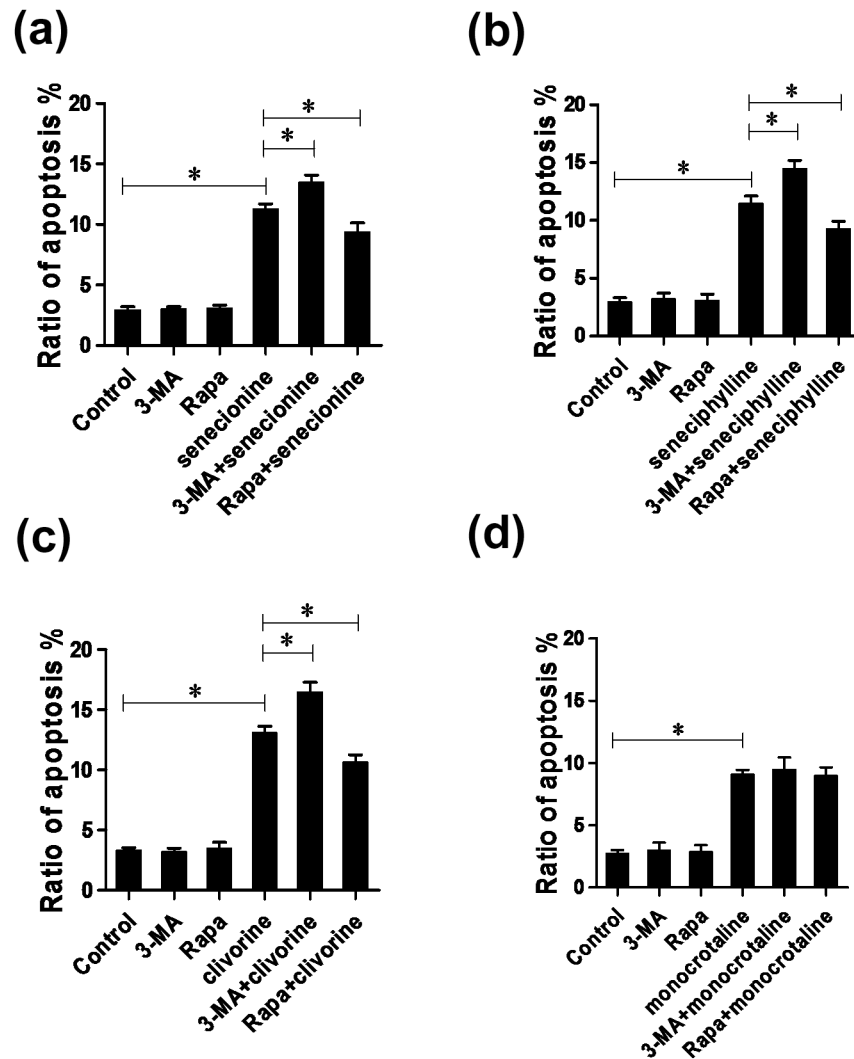 (a)
Ratio of apoptosis %
20
15
10
5
0
*
*
*
Control
3-MA
Rapa
senecionine
3-MA+senecionine
Rapa+senecionine
(b)
Ratio of apoptosis %
20
15
10
5
0
*
*
*
Control
3-MA
Rapa
seneciphylline
3-MA+seneciphylline
Rapa+seneciphylline
(c)
Ratio of apoptosis %
20
15
10
5
0
*
*
*
Control
3-MA
Rapa
clivorine
3-MA+clivorine
Rapa+clivorine
(d)
Ratio of apoptosis %
20
15
10
5
0
*
Control
3-MA
Rapa
monocrotaline
3-MA+monocrotaline
Rapa+monocrotaline